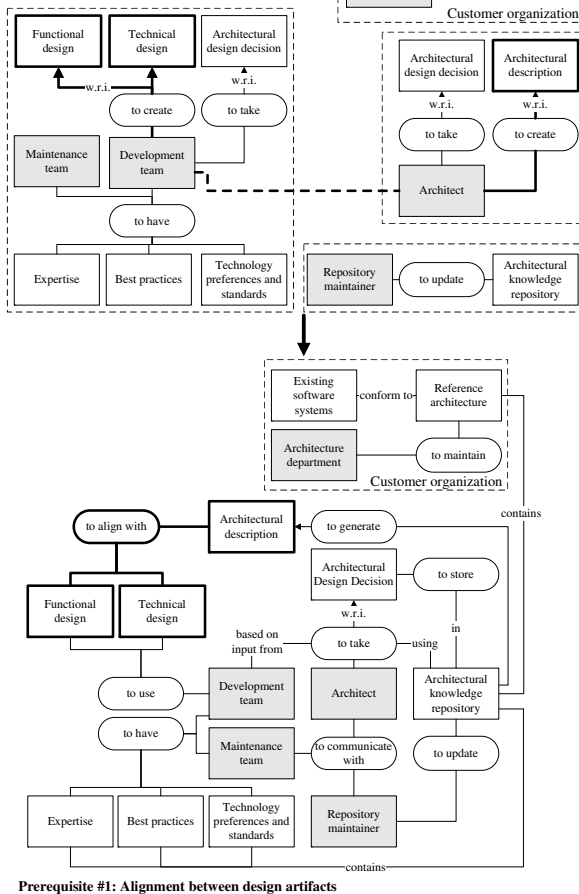 Customer organization
Functional
design
Technical
design
Architectural
design decision
w.r.i.
w.r.i.
to create
to take
Maintenance
team
Development
team
to have
Expertise
Best practices
Technology
preferences and
standards
Architectural
design decision
Architectural
description
w.r.i.
w.r.i.
to take
to create
Architect
Repository
maintainer
to update
Architectural
knowledge
repository
Existing
software
systems
conform to
Reference
architecture
Architecture
department
to maintain
Customer organization
contains
to align with
Architectural
description
to generate
Functional
design
Technical
design
Architectural
Design Decision
to store
w.r.i.
in
based on
input from
to take
using
to use
Development
team
Architect
Architectural
knowledge
repository
to have
Maintenance
team
to communicate
with
to update
Expertise
Best practices
Technology
preferences and
standards
Repository
maintainer
contains
Prerequisite #1: Alignment between design artifacts